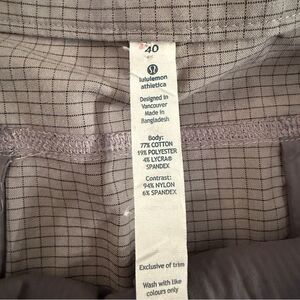 40
lululemon
athletica
Designed in
Vancouver
Made in
Bangladesh
Body:
77% COTTON
19% POLYESTER
4% LYCRA®
SPANDEX
Contrast:
94% NYLON
6% SPANDEX
Exclusive of trim
Wash with like
colours only